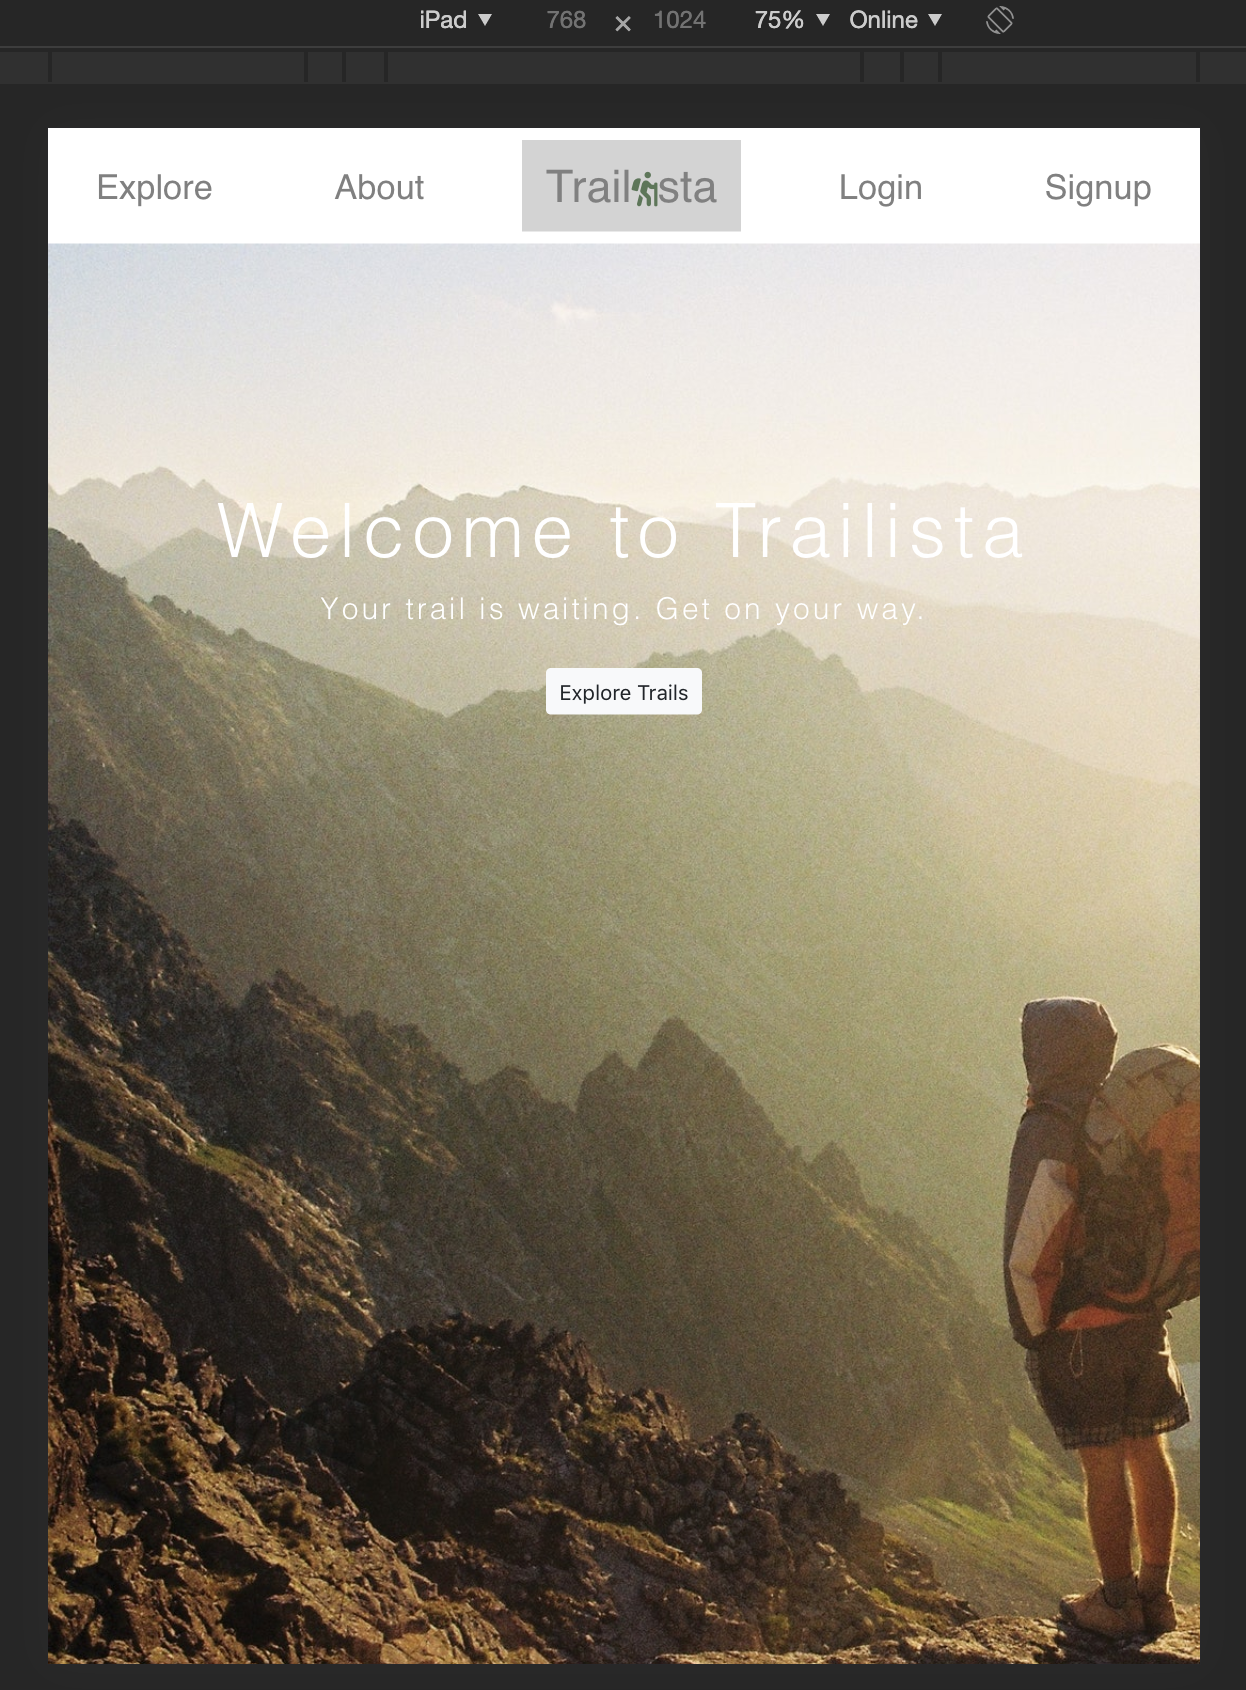 iPad ▼ 768 × 1024 75% ▼ Online ▼
Explore About Trailista Login Signup
Welcome to Trailista
Your trail is waiting. Get on your way.
Explore Trails